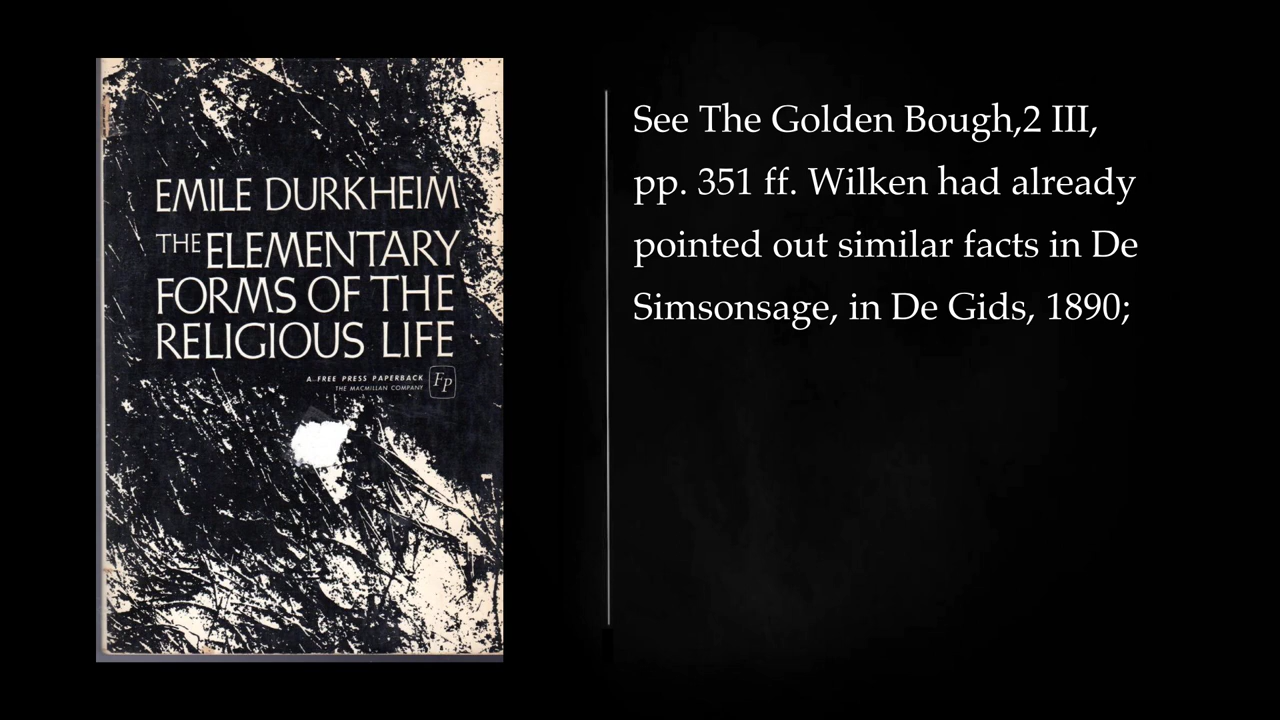 EMILE DURKHEIM
THE ELEMENTARY
FORMS OF THE
RELIGIOUS LIFE
A FREE PRESS PAPERBACK
THE MACMILLAN COMPANY
FP
See The Golden Bough,2 III,
pp. 351 ff. Wilken had already
pointed out similar facts in De
Simsonsage, in De Gids, 1890;